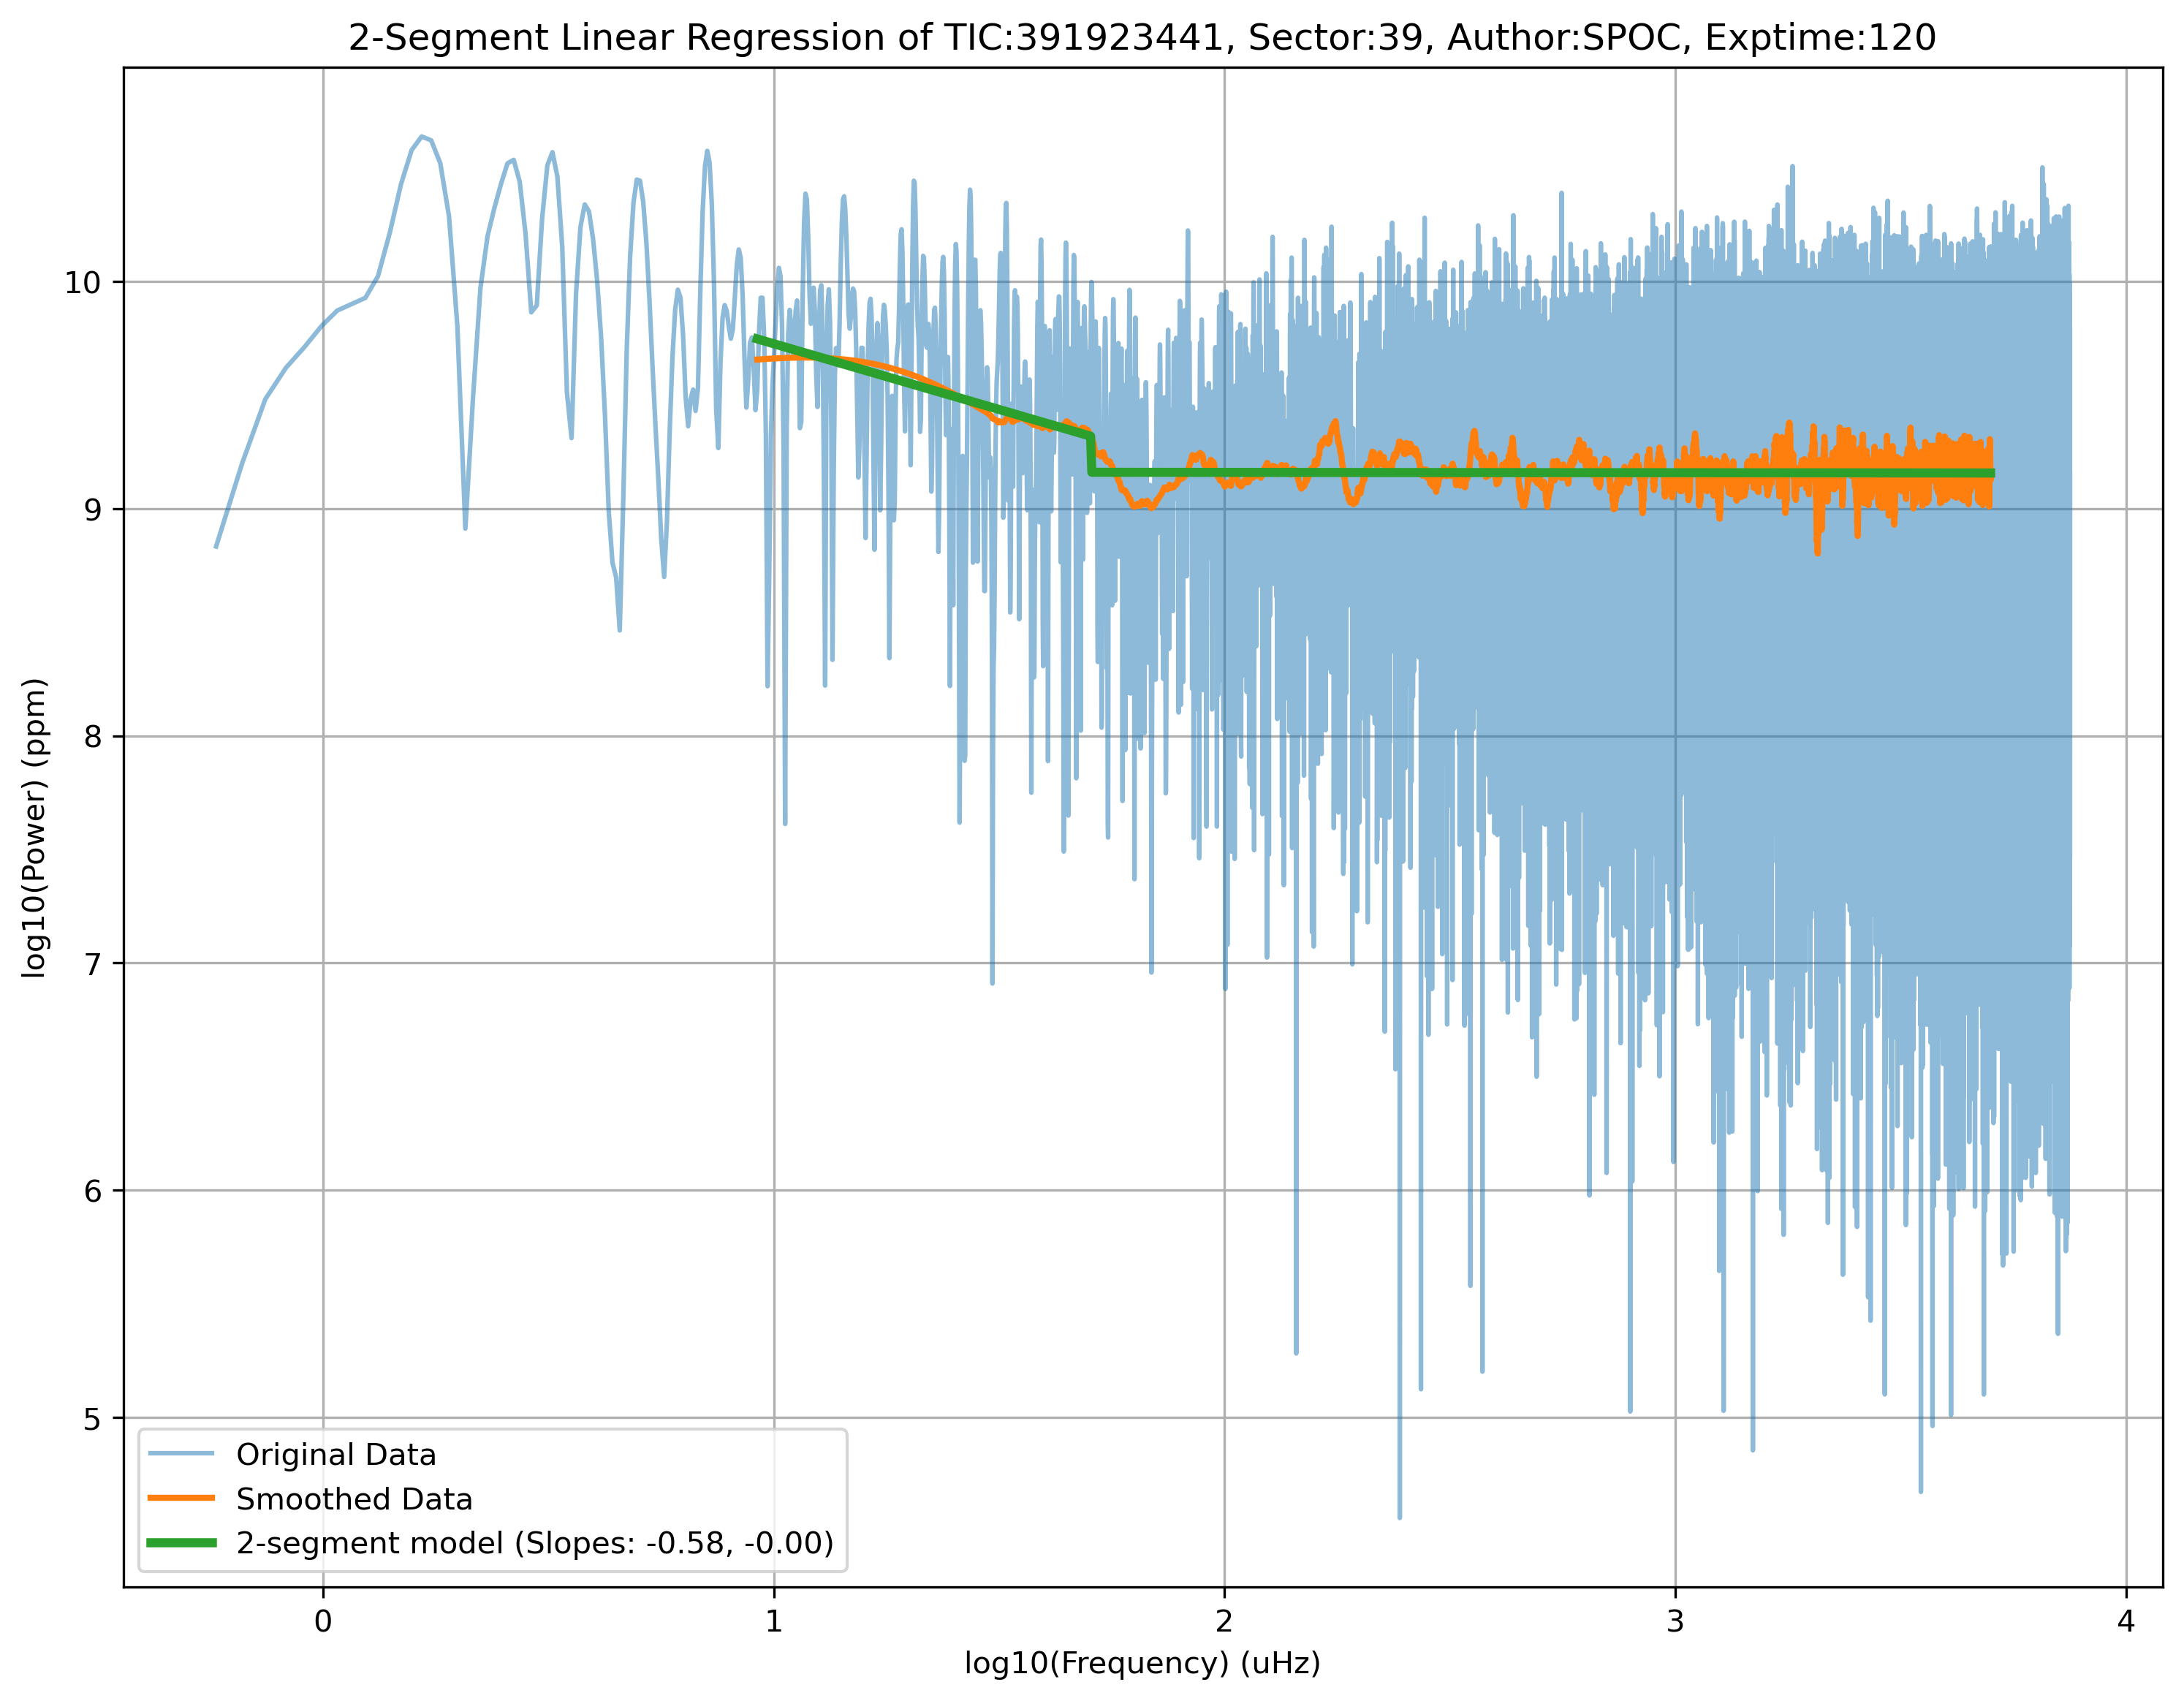 2-Segment Linear Regression of TIC:391923441, Sector:39, Author:SPOC, Exptime:120
log10(Power) (ppm)
10
9
8
7
6
5
Original Data
Smoothed Data
2-segment model (Slopes: -0.58, -0.00)
0 1 2 3 4
log10(Frequency) (uHz)